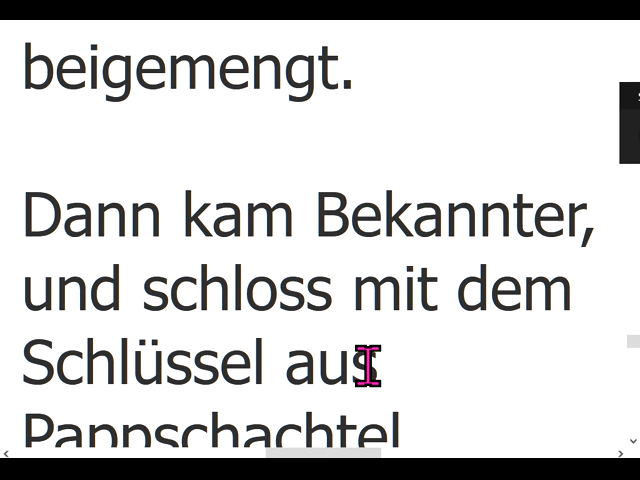 beigemengt.
Dann kam Bekannter,
und schloss mit dem
Schlüssel aus
Pappschachtel